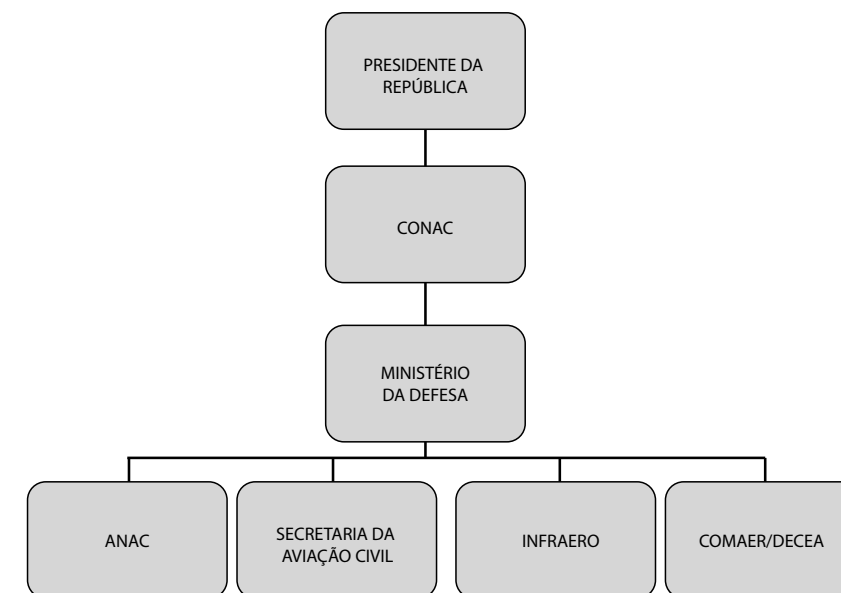 PRESIDENTE DA
REPÚBLICA
CONAC
MINISTÉRIO
DA DEFESA
ANAC
SECRETARIA DA
AVIAÇÃO CIVIL
INFRAERO
COMAER/DECEA